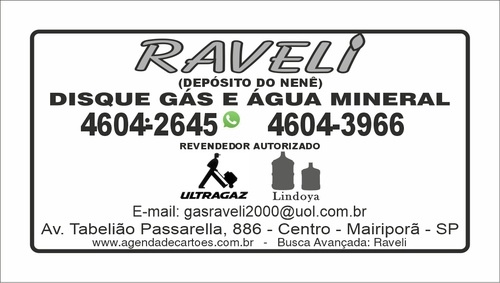 RAVELI
(DEPÓSITO DO NENÊ)
DISQUE GÁS E ÁGUA MINERAL
4604-2645 4604-3966
REVENDEDOR AUTORIZADO
ULTRAGAZ Lindoya
E-mail: gasraveli2000@uol.com.br
Av. Tabelião Passarella, 886 - Centro - Mairiporã - SP
www.agendadecartoes.com.br - Busca Avançada: Raveli